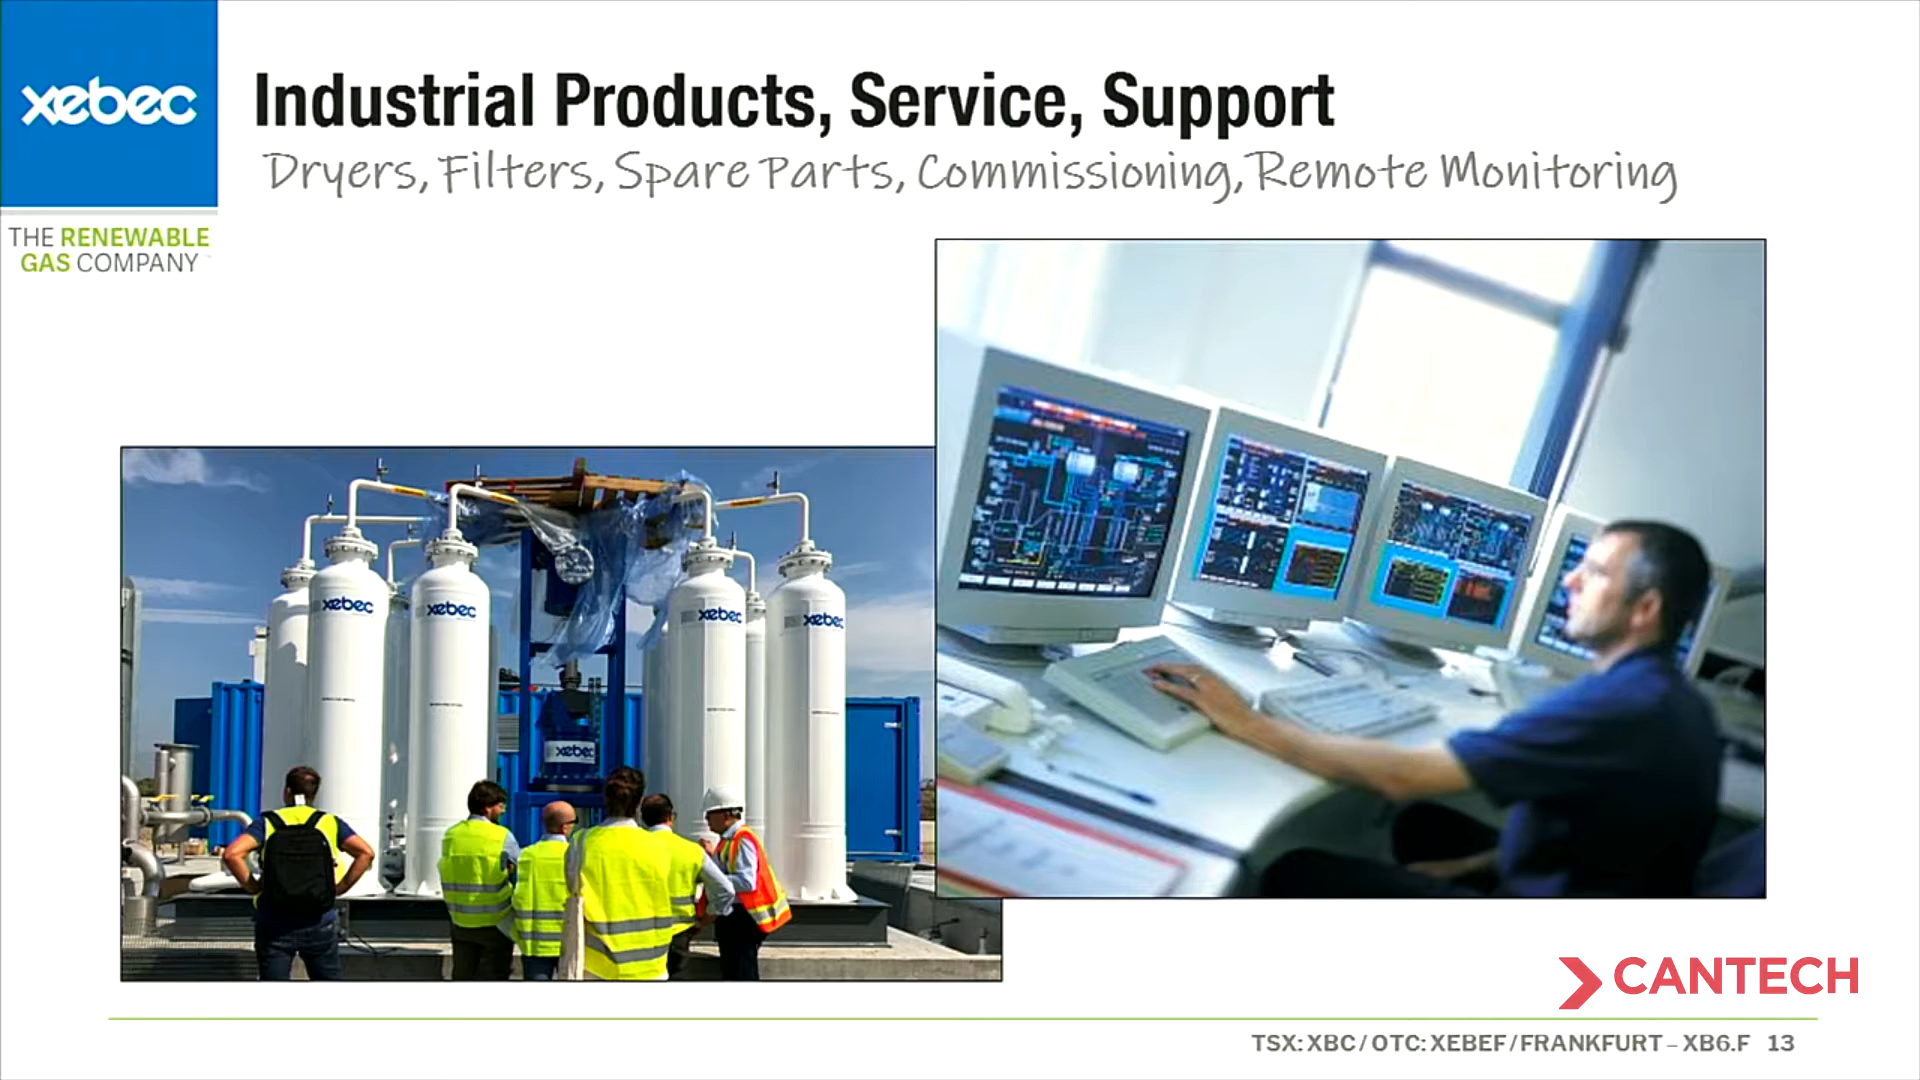 xebec
Industrial Products, Service, Support
Dryers, Filters, Spare Parts, Commissioning, Remote Monitoring
THE RENEWABLE
GAS COMPANY
xebec
xebec
xebec
xebec
xebec
CANTECH
TSX: XBC / OTC: XEBEF / FRANKFURT – XB6.F 13